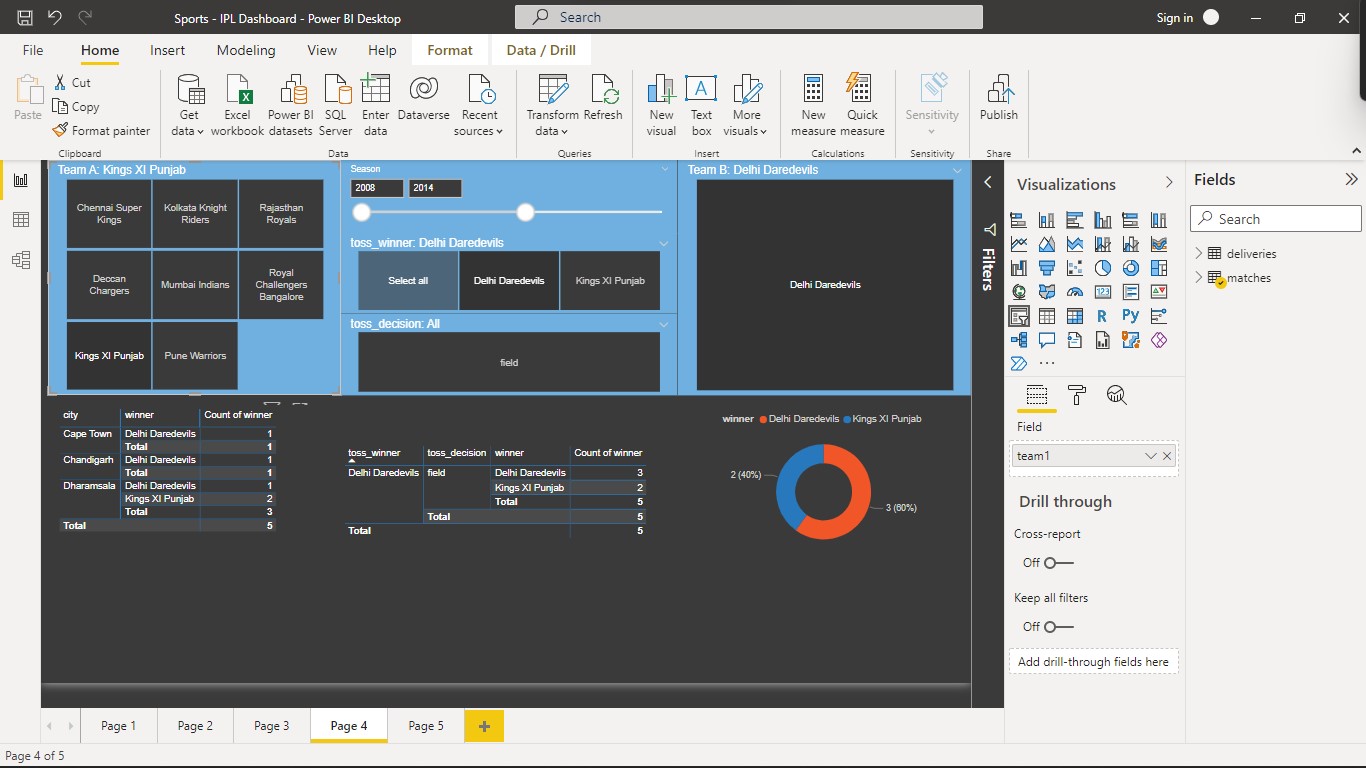 Sports - IPL Dashboard - Power BI Desktop
Search
Sign in
File Home Insert Modeling View Help Format Data / Drill
Paste
Cut
Copy
Format painter
Clipboard
Get data
Excel workbook
Power BI datasets
SQL Server
Enter data
Dataverse
Recent sources
Data
Transform data
Refresh
Queries
New visual
Text box
More visuals
Insert
New measure
Quick measure
Calculations
Sensitivity
Sensitivity
Publish
Share
Team A: Kings XI Punjab
Chennai Super Kings
Kolkata Knight Riders
Rajasthan Royals
Deccan Chargers
Mumbai Indians
Royal Challengers Bangalore
Kings XI Punjab
Pune Warriors
Season
2008 2014
toss_winner: Delhi Daredevils
Select all Delhi Daredevils Kings XI Punjab
toss_decision: All
field
Team B: Delhi Daredevils
Delhi Daredevils
city winner Count of winner
Cape Town Delhi Daredevils 1
Total 1
Chandigarh Delhi Daredevils 1
Total 1
Dharamsala Delhi Daredevils 1
Kings XI Punjab 2
Total 3
Total 5
toss_winner toss_decision winner Count of winner
Delhi Daredevils field Delhi Daredevils 3
Kings XI Punjab 2
Total 5
Total 5
Total 5
winner Delhi Daredevils Kings XI Punjab
2 (40%)
3 (60%)
Filters
Visualizations
R Py
123
Field
team1
Drill through
Cross-report
Off
Keep all filters
Off
Add drill-through fields here
Fields
Search
deliveries
matches
Page 1 Page 2 Page 3 Page 4 Page 5
Page 4 of 5